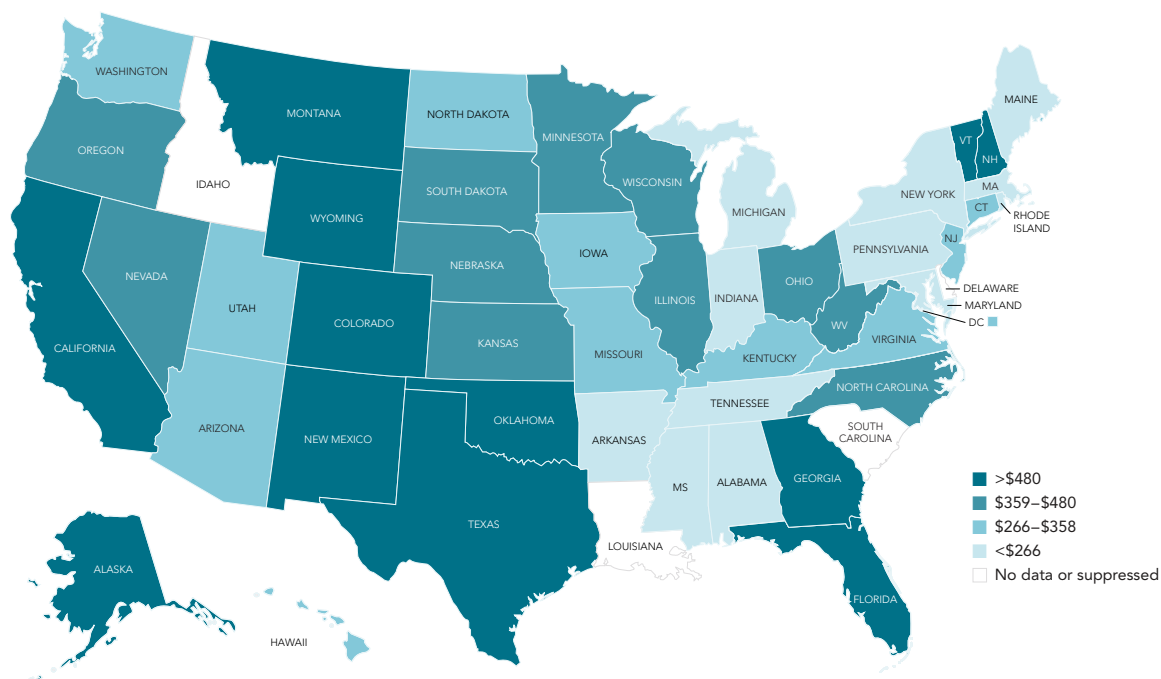 WASHINGTON
MONTANA
NORTH DAKOTA
MINNESOTA
MAINE
OREGON
IDAHO
SOUTH DAKOTA
WISCONSIN
VT
NH
WYOMING
MICHIGAN
NEW YORK
MA
CT
RHODE
ISLAND
NEVADA
UTAH
NEBRASKA
IOWA
ILLINOIS
INDIANA
OHIO
PENNSYLVANIA
NJ
DELAWARE
MARYLAND
DC
CALIFORNIA
COLORADO
KANSAS
MISSOURI
KENTUCKY
WV
VIRGINIA
ARIZONA
NEW MEXICO
OKLAHOMA
ARKANSAS
TENNESSEE
NORTH CAROLINA
SOUTH
CAROLINA
TEXAS
LOUISIANA
MS
ALABAMA
GEORGIA
FLORIDA
ALASKA
HAWAII
>$480
$359–$480
$266–$358
<$266
No data or suppressed